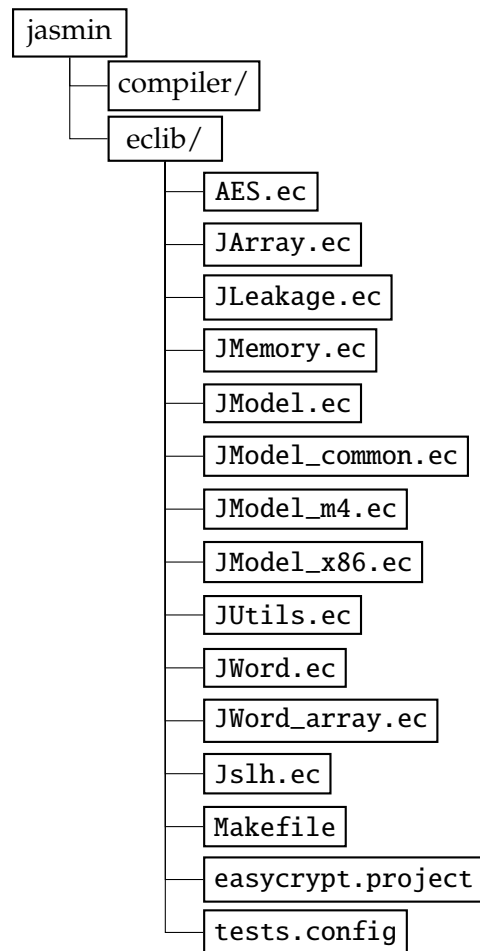 jasmin
compiler/
eclib/
AES.ec
JArray.ec
JLeakage.ec
JMemory.ec
JModel.ec
JModel_common.ec
JModel_m4.ec
JModel_x86.ec
JUtils.ec
JWord.ec
JWord_array.ec
Jslh.ec
Makefile
easycrypt.project
tests.config